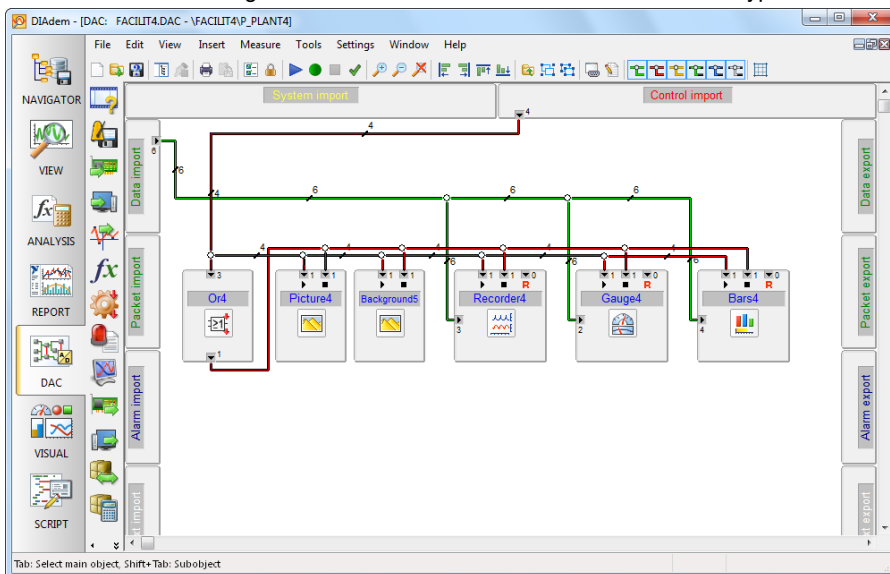 DIAdem - [DAC: FACILIT4.DAC - \FACILIT4\P_PLANT4]
File Edit View Insert Measure Tools Settings Window Help
NAVIGATOR
VIEW
ANALYSIS
REPORT
DAC
VISUAL
SCRIPT
System import
Control import
4
4
Data import
6
6
4
6
6
6
Data export
4
4
4
4
6
6
6
Packet import
3
Or4
≥1
1
1 1
Picture4
1 1
Background5
1 1 0
R
Recorder4
3
1 1 0
R
Gauge4
2
1 1 0
R
Bars4
4
Packet export
Alarm import
Alarm export
import
export
Tab: Select main object, Shift+Tab: Subobject